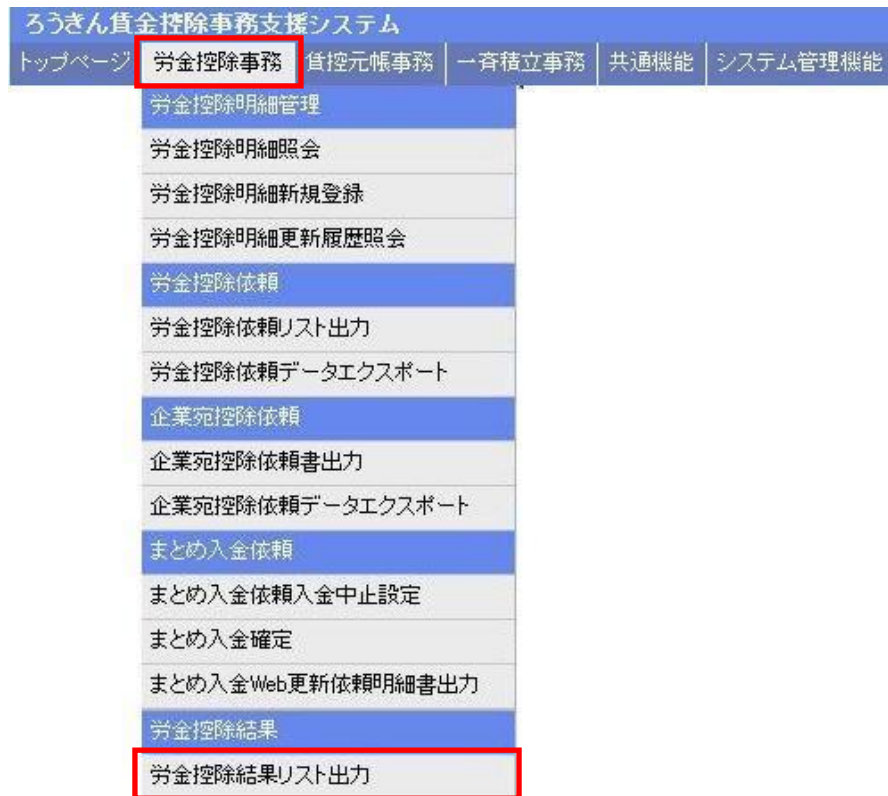 ろうきん賃金控除事務支援システム
トップページ 労金控除事務 賃控元帳事務 一斉積立事務 共通機能 システム管理機能
労金控除明細管理
労金控除明細照会
労金控除明細新規登録
労金控除明細更新履歴照会
労金控除依頼
労金控除依頼リスト出力
労金控除依頼データエクスポート
企業宛控除依頼
企業宛控除依頼書出力
企業宛控除依頼データエクスポート
まとめ入金依頼
まとめ入金依頼入金中止設定
まとめ入金確定
まとめ入金Web更新依頼明細書出力
労金控除結果
労金控除結果リスト出力